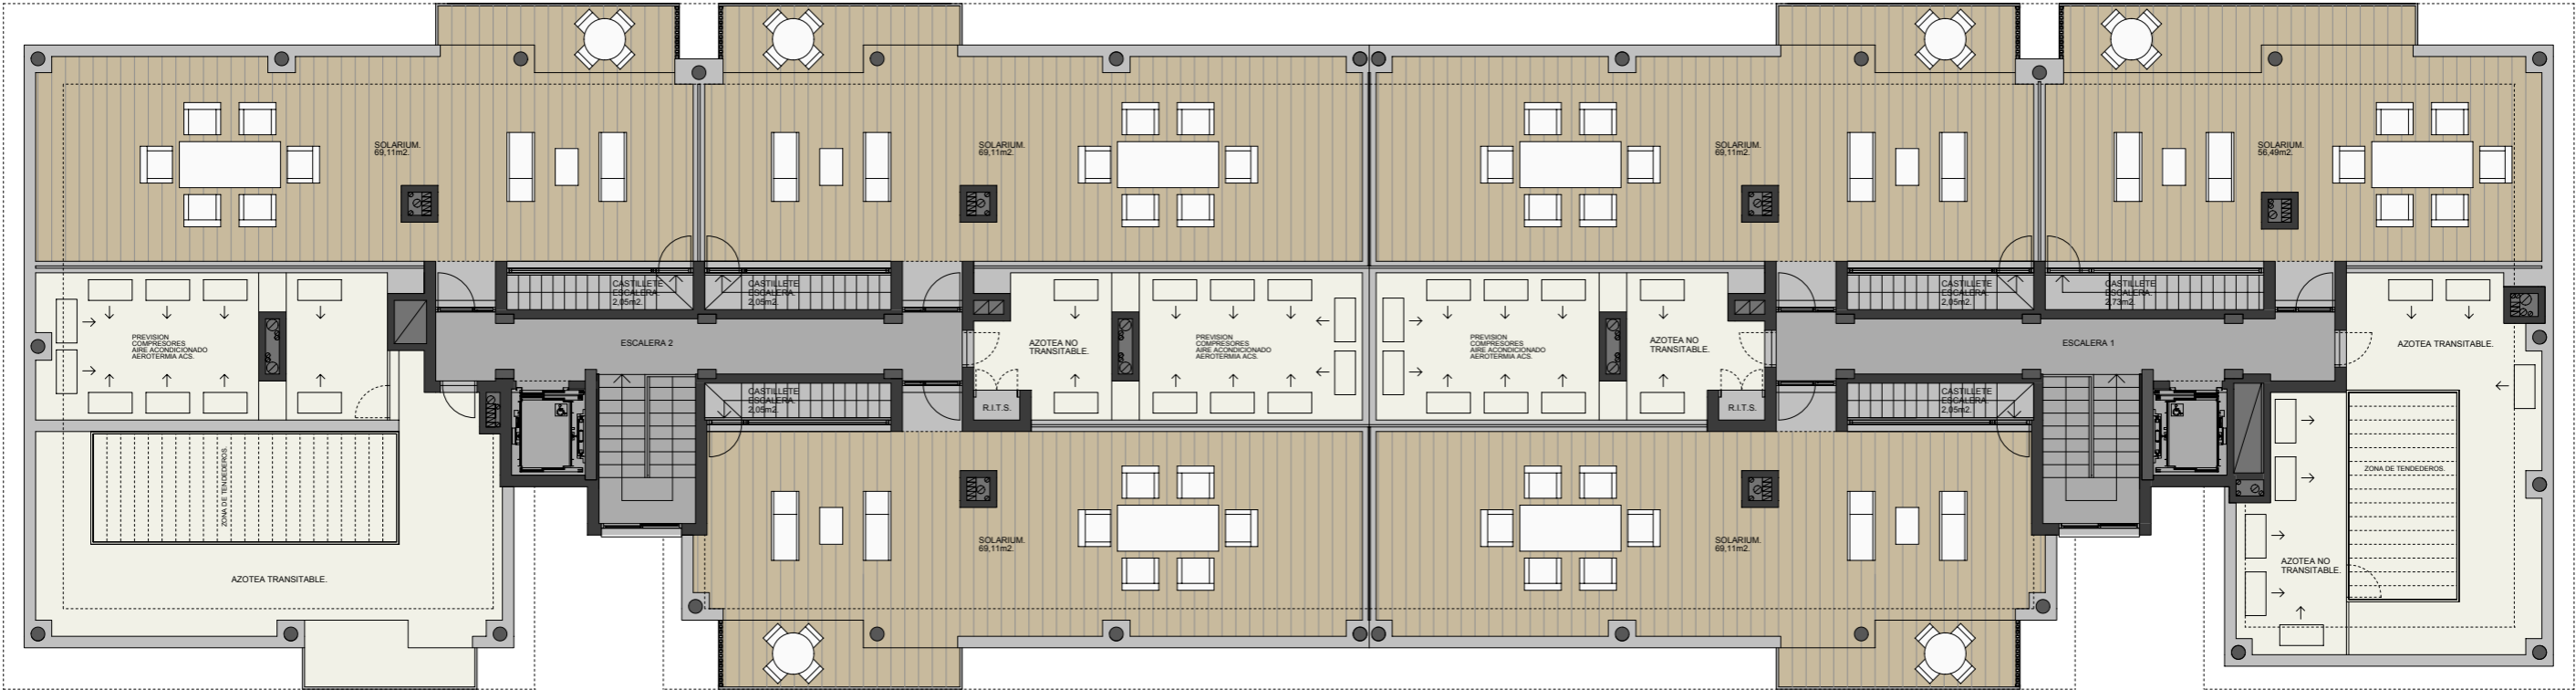 SOLARIUM.
69,11m2.
SOLARIUM.
69,11m2.
SOLARIUM.
69,11m2.
SOLARIUM.
56,49m2.
CASTILLETE
ESCALERA.
2,05m2.
CASTILLETE
ESCALERA.
2,05m2.
CASTILLETE
ESCALERA.
2,05m2.
CASTILLETE
ESCALERA.
2,73m2.
PREVISION
COMPRESORES
AIRE ACONDICIONADO
AEROTERMIA ACS.
ESCALERA 2
AZOTEA NO
TRANSITABLE.
PREVISION
COMPRESORES
AIRE ACONDICIONADO
AEROTERMIA ACS.
PREVISION
COMPRESORES
AIRE ACONDICIONADO
AEROTERMIA ACS.
AZOTEA NO
TRANSITABLE.
ESCALERA 1
AZOTEA TRANSITABLE.
CASTILLETE
ESCALERA.
2,05m2.
R.I.T.S.
R.I.T.S.
CASTILLETE
ESCALERA.
2,05m2.
ZONA DE TENDEDEROS.
ZONA DE TENDEDEROS.
SOLARIUM.
69,11m2.
SOLARIUM.
69,11m2.
AZOTEA NO
TRANSITABLE.
AZOTEA TRANSITABLE.